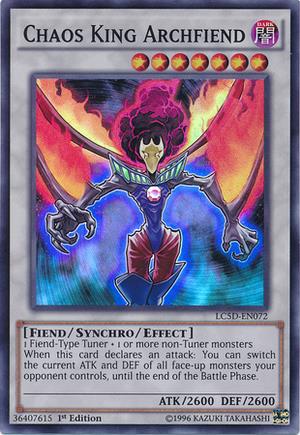 CHAOS KING ARCHFIEND
DARK
闇
LC5D-EN072
[FIEND/SYNCHRO/EFFECT]
1 Fiend-Type Tuner + 1 or more non-Tuner monsters
When this card declares an attack: You can switch
the current ATK and DEF of all face-up monsters your
opponent controls, until the end of the Battle Phase.
ATK/2600 DEF/2600
36407615 1st Edition ©1996 KAZUKI TAKAHASHI